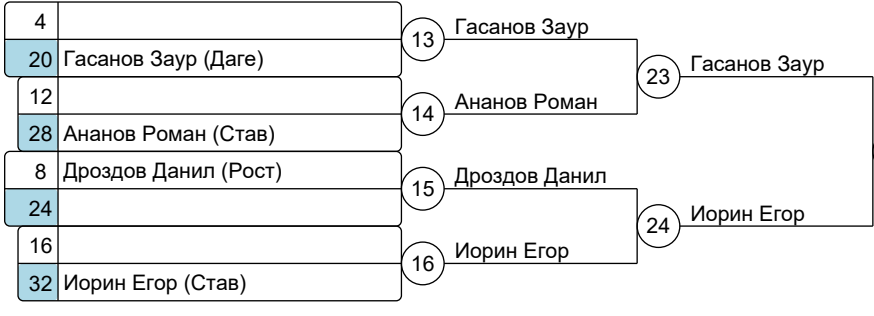 4
20 Гасанов Заур (Даге)
12
28 Ананов Роман (Став)
8 Дроздов Данил (Рост)
24
16
32 Иорин Егор (Став)
13 Гасанов Заур
14 Ананов Роман
15 Дроздов Данил
16 Иорин Егор
23 Гасанов Заур
24 Иорин Егор